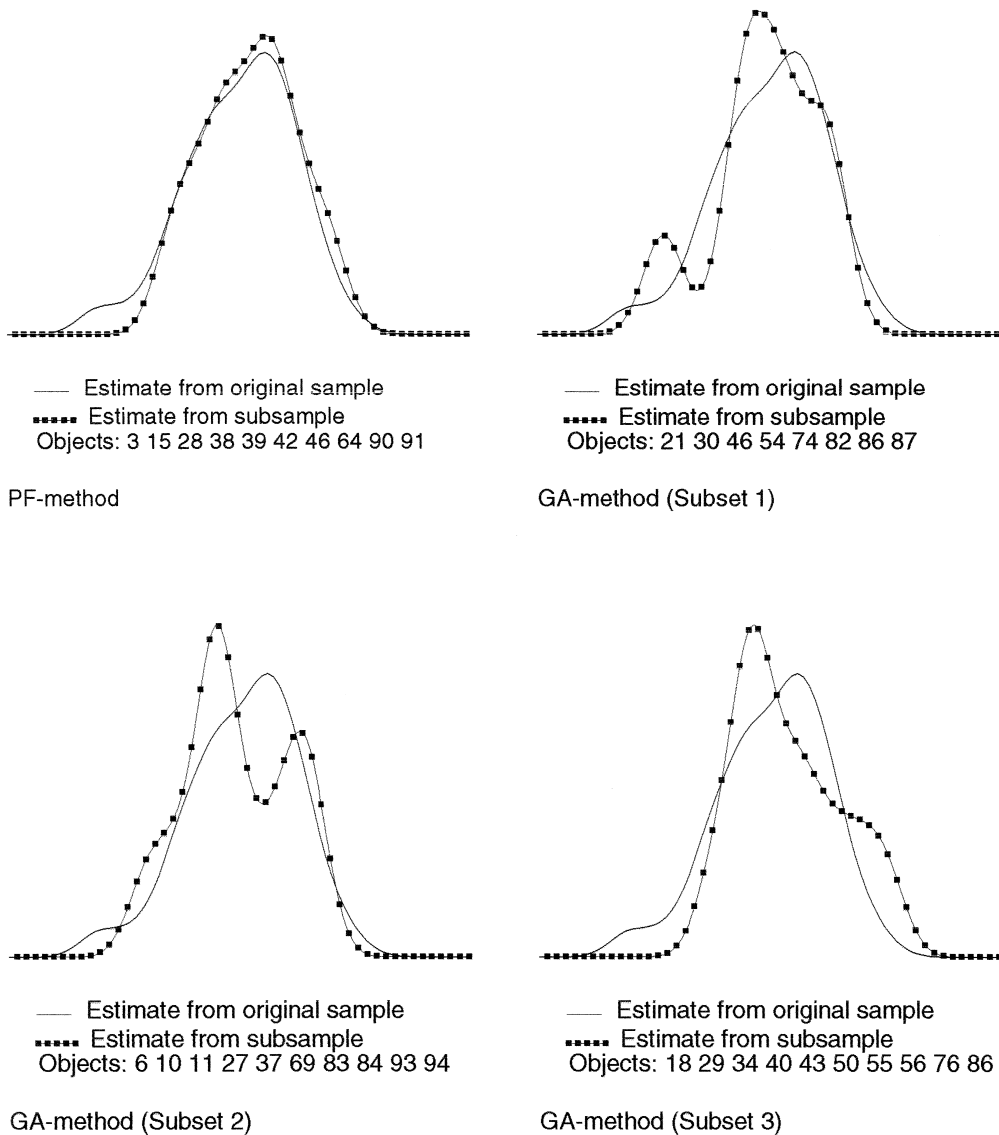 Estimate from original sample
Estimate from subsample
Objects: 3 15 28 38 39 42 46 64 90 91
PF-method
Estimate from original sample
Estimate from subsample
Objects: 21 30 46 54 74 82 86 87
GA-method (Subset 1)
Estimate from original sample
Estimate from subsample
Objects: 6 10 11 27 37 69 83 84 93 94
GA-method (Subset 2)
Estimate from original sample
Estimate from subsample
Objects: 18 29 34 40 43 50 55 56 76 86
GA-method (Subset 3)